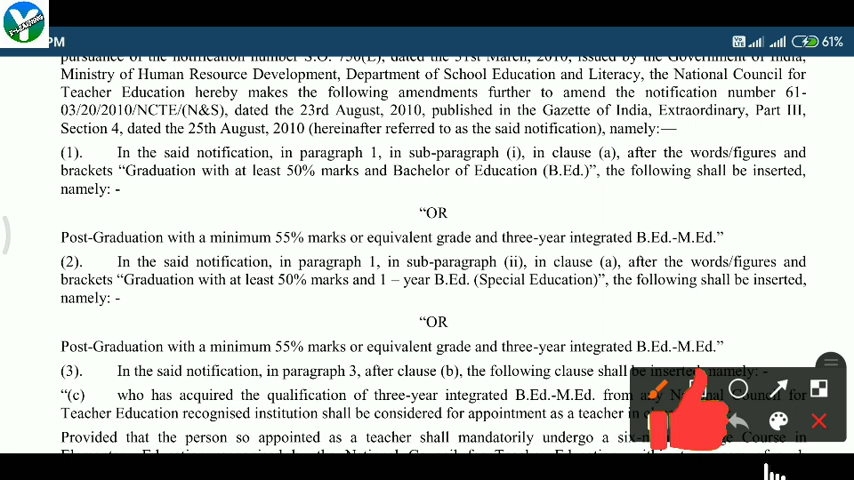 Y-LEARNING
PM
61%
pursuance of the notification number S.O. 750(E), dated the 31st March, 2010, issued by the Government of India,
Ministry of Human Resource Development, Department of School Education and Literacy, the National Council for
Teacher Education hereby makes the following amendments further to amend the notification number 61-
03/20/2010/NCTE/(N&S), dated the 23rd August, 2010, published in the Gazette of India, Extraordinary, Part III,
Section 4, dated the 25th August, 2010 (hereinafter referred to as the said notification), namely:—
(1). In the said notification, in paragraph 1, in sub-paragraph (i), in clause (a), after the words/figures and
brackets “Graduation with at least 50% marks and Bachelor of Education (B.Ed.)”, the following shall be inserted,
namely: -
“OR
Post-Graduation with a minimum 55% marks or equivalent grade and three-year integrated B.Ed.-M.Ed.”
(2). In the said notification, in paragraph 1, in sub-paragraph (ii), in clause (a), after the words/figures and
brackets “Graduation with at least 50% marks and 1 – year B.Ed. (Special Education)”, the following shall be inserted,
namely: -
“OR
Post-Graduation with a minimum 55% marks or equivalent grade and three-year integrated B.Ed.-M.Ed.”
(3). In the said notification, in paragraph 3, after clause (b), the following clause shall be inserted, namely: -
“(c) who has acquired the qualification of three-year integrated B.Ed.-M.Ed. from any National Council for
Teacher Education recognised institution shall be considered for appointment as a teacher in
Provided that the person so appointed as a teacher shall mandatorily undergo a Course in